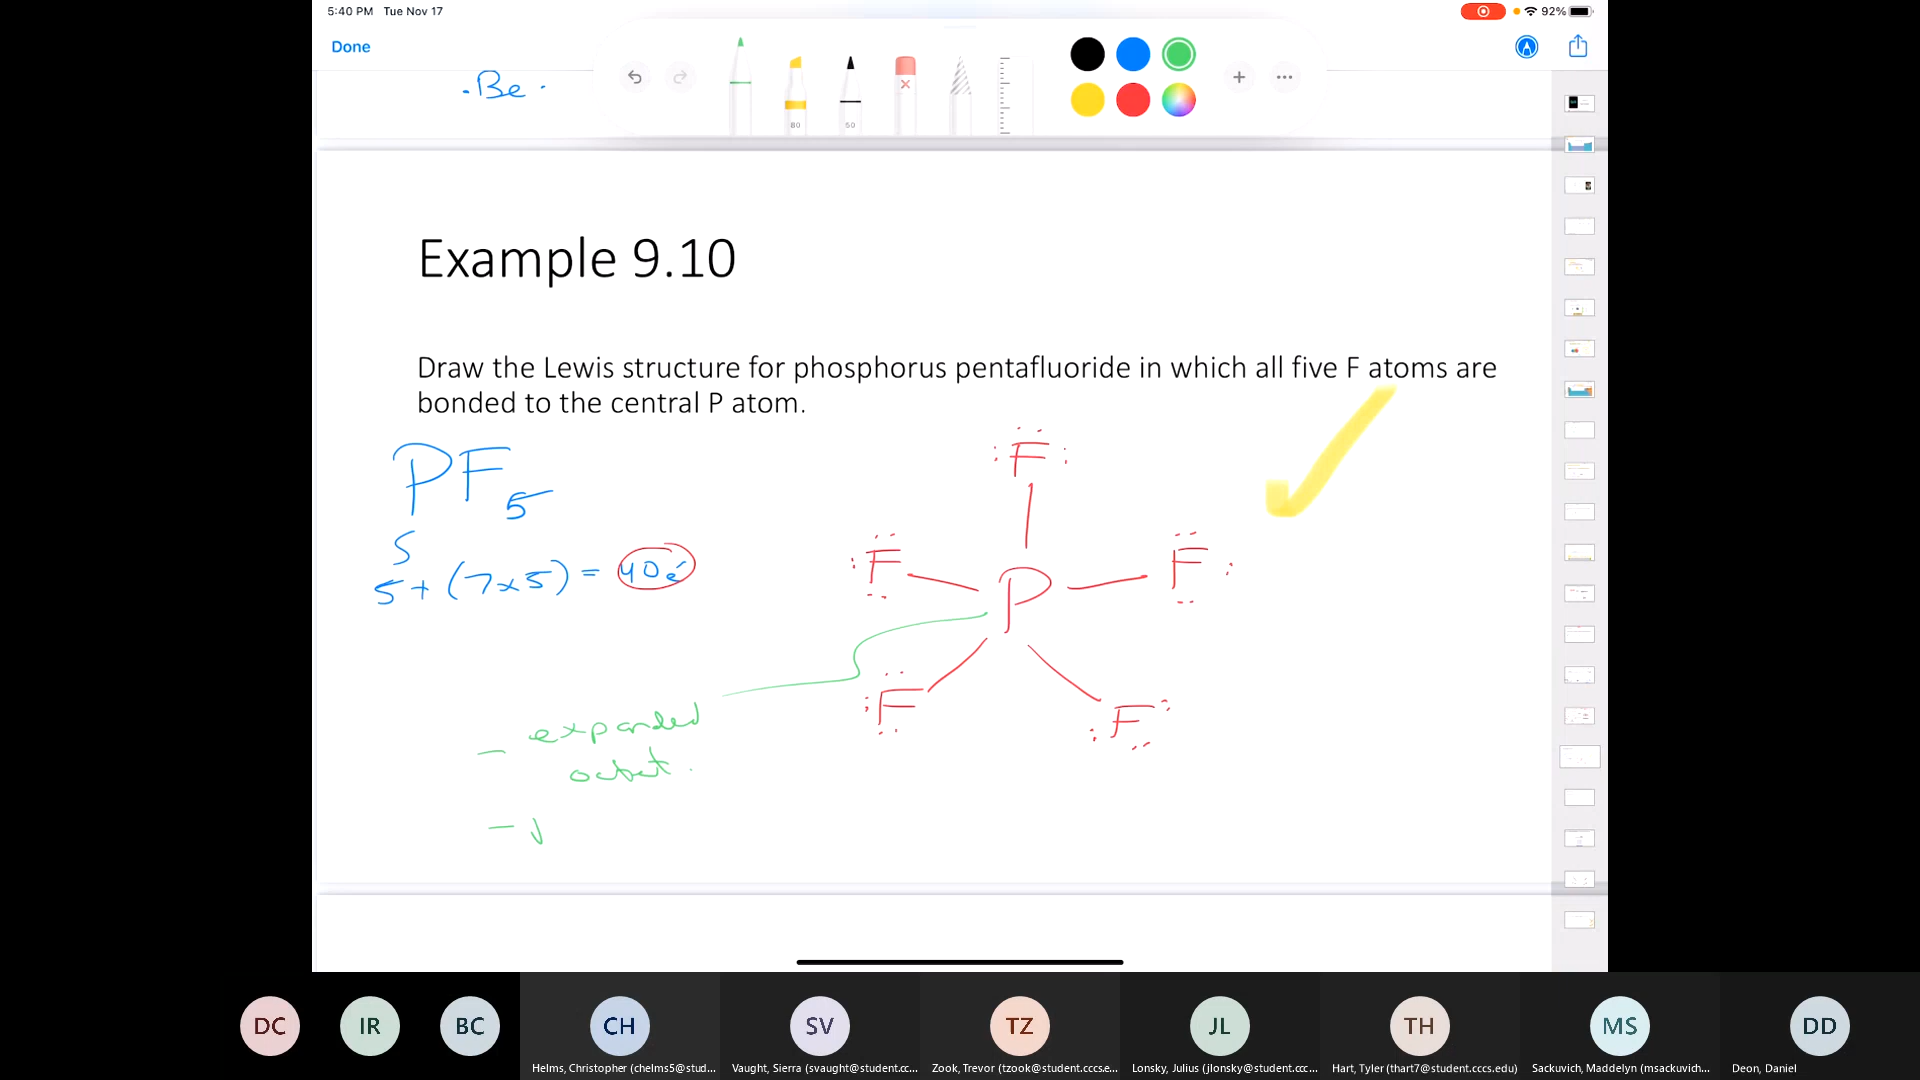 5:40 PM Tue Nov 17
92%
Done
·Be·
80
50
Example 9.10
Draw the Lewis structure for phosphorus pentafluoride in which all five F atoms are
bonded to the central P atom.
PF5
5
5 + (7x5) = 40e-
F
F
F
P
F
F
- expanded
octet.
-
DC
IR
BC
CH
SV
TZ
JL
TH
MS
DD
Helms, Christopher (chelms5@stud...
Vaught, Sierra (svaught@student.cc...
Zook, Trevor (tzook@student.cccs.e...
Lonsky, Julius (jlonsky@student.ccc...
Hart, Tyler (thart7@student.cccs.edu)
Sackuvich, Maddelyn (msackuvich...
Deon, Daniel